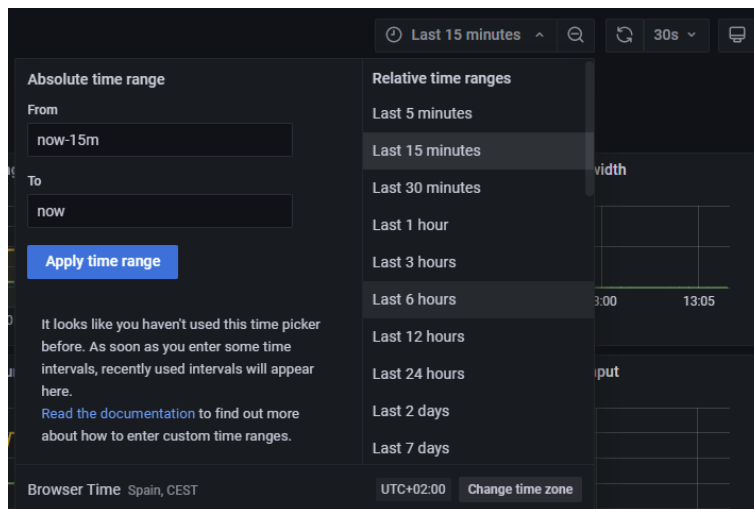 Last 15 minutes
30s
Absolute time range
From
now-15m
To
now
Apply time range
It looks like you haven't used this time picker
before. As soon as you enter some time
intervals, recently used intervals will appear
here.
Read the documentation to find out more
about how to enter custom time ranges.
Relative time ranges
Last 5 minutes
Last 15 minutes
Last 30 minutes
Last 1 hour
Last 3 hours
Last 6 hours
Last 12 hours
Last 24 hours
Last 2 days
Last 7 days
Browser Time Spain, CEST
UTC+02:00
Change time zone
width
3:00
13:05
put